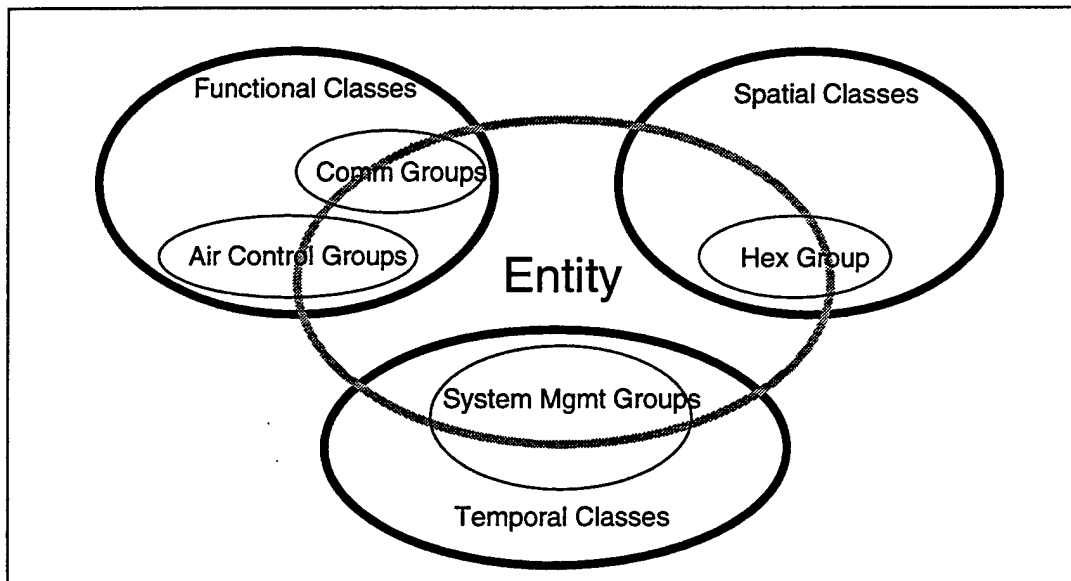 Functional Classes
Spatial Classes
Comm Groups
Air Control Groups
Hex Group
Entity
System Mgmt Groups
Temporal Classes